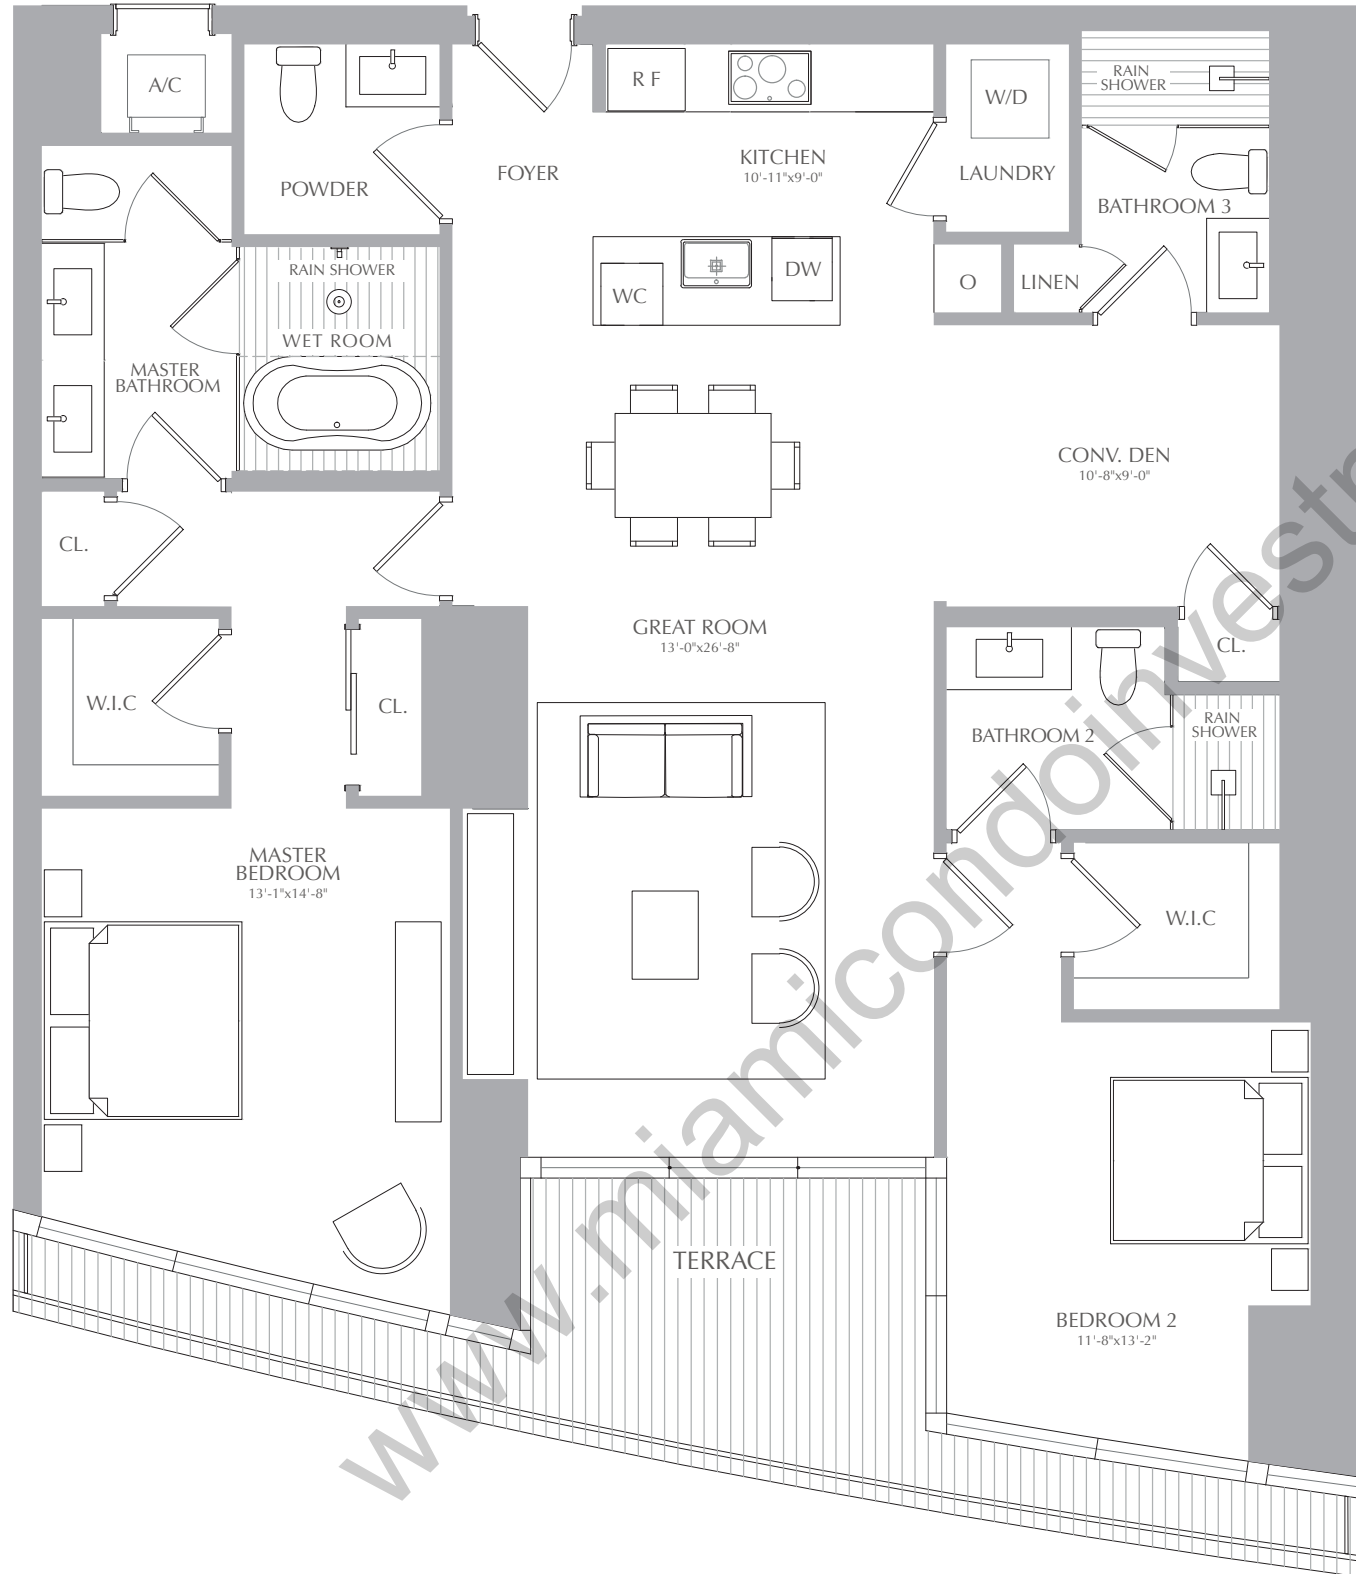 A/C
R F
W/D
RAIN
SHOWER
KITCHEN
10'-11"x9'-0"
FOYER
LAUNDRY
POWDER
BATHROOM 3
RAIN SHOWER
DW
O
LINEN
WC
WET ROOM
MASTER
BATHROOM
CONV. DEN
10'-8"x9'-0"
CL.
GREAT ROOM
13'-0"x26'-8"
CL.
W.I.C
CL.
RAIN
SHOWER
BATHROOM 2
MASTER
BEDROOM
13'-1"x14'-8"
W.I.C
TERRACE
BEDROOM 2
11'-8"x13'-2"